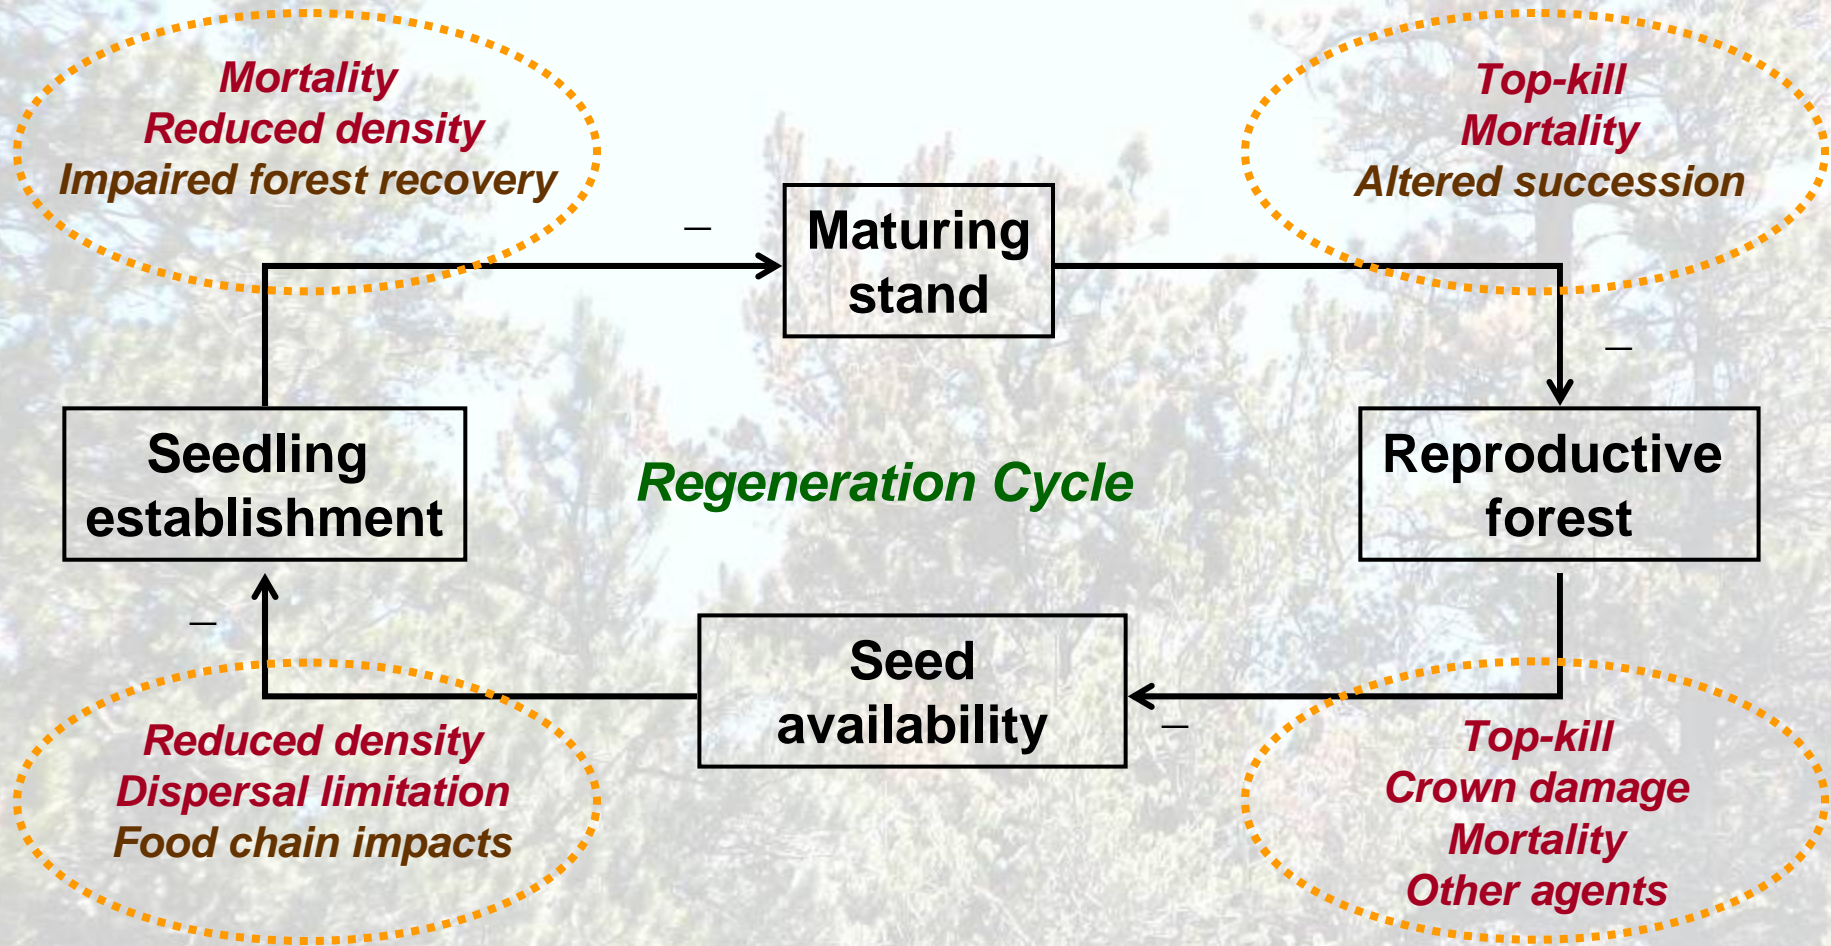 Mortality
Reduced density
Impaired forest recovery
Top-kill
Mortality
Altered succession
–
Maturing
stand
–
Seedling
establishment
Regeneration Cycle
Reproductive
forest
–
Seed
availability
–
Reduced density
Dispersal limitation
Food chain impacts
Top-kill
Crown damage
Mortality
Other agents